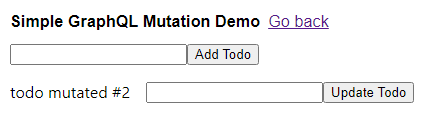 Simple GraphQL Mutation Demo Go back
Add Todo
todo mutated #2 Update Todo